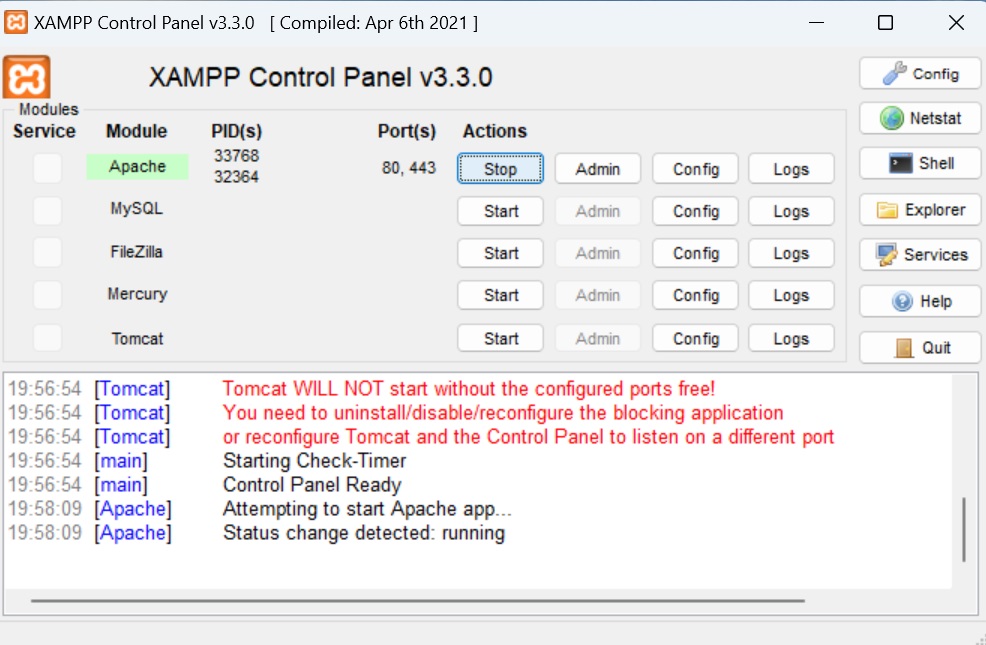 XAMPP Control Panel v3.3.0 [ Compiled: Apr 6th 2021 ]
XAMPP Control Panel v3.3.0
Config
Modules
Service Module PID(s) Port(s) Actions
Netstat
Apache 33768 32364 80, 443 Stop Admin Config Logs
Shell
MySQL Start Admin Config Logs
Explorer
FileZilla Start Admin Config Logs
Services
Mercury Start Admin Config Logs
Help
Tomcat Start Admin Config Logs
Quit
19:56:54 [Tomcat] Tomcat WILL NOT start without the configured ports free!
19:56:54 [Tomcat] You need to uninstall/disable/reconfigure the blocking application
19:56:54 [Tomcat] or reconfigure Tomcat and the Control Panel to listen on a different port
19:56:54 [main] Starting Check-Timer
19:56:54 [main] Control Panel Ready
19:58:09 [Apache] Attempting to start Apache app...
19:58:09 [Apache] Status change detected: running